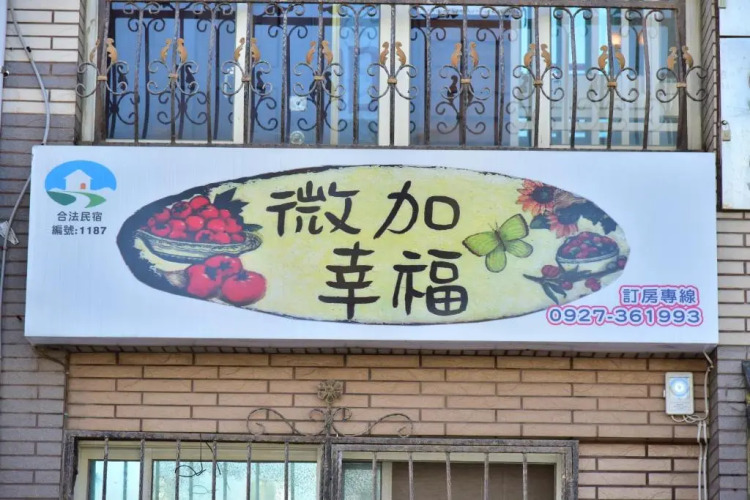 合法民宿
編號:1187
微加
幸福
訂房專線
0927-361993